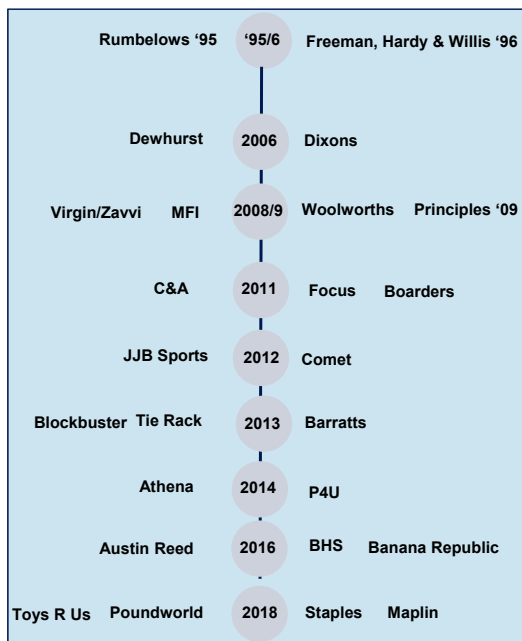 Rumbelows ‘95 ‘95/6 Freeman, Hardy & Willis ‘96
Dewhurst 2006 Dixons
Virgin/Zavvi MFI 2008/9 Woolworths Principles ‘09
C&A 2011 Focus Boarders
JJB Sports 2012 Comet
Blockbuster Tie Rack 2013 Barratts
Athena 2014 P4U
Austin Reed 2016 BHS Banana Republic
Toys R Us Poundworld 2018 Staples Maplin